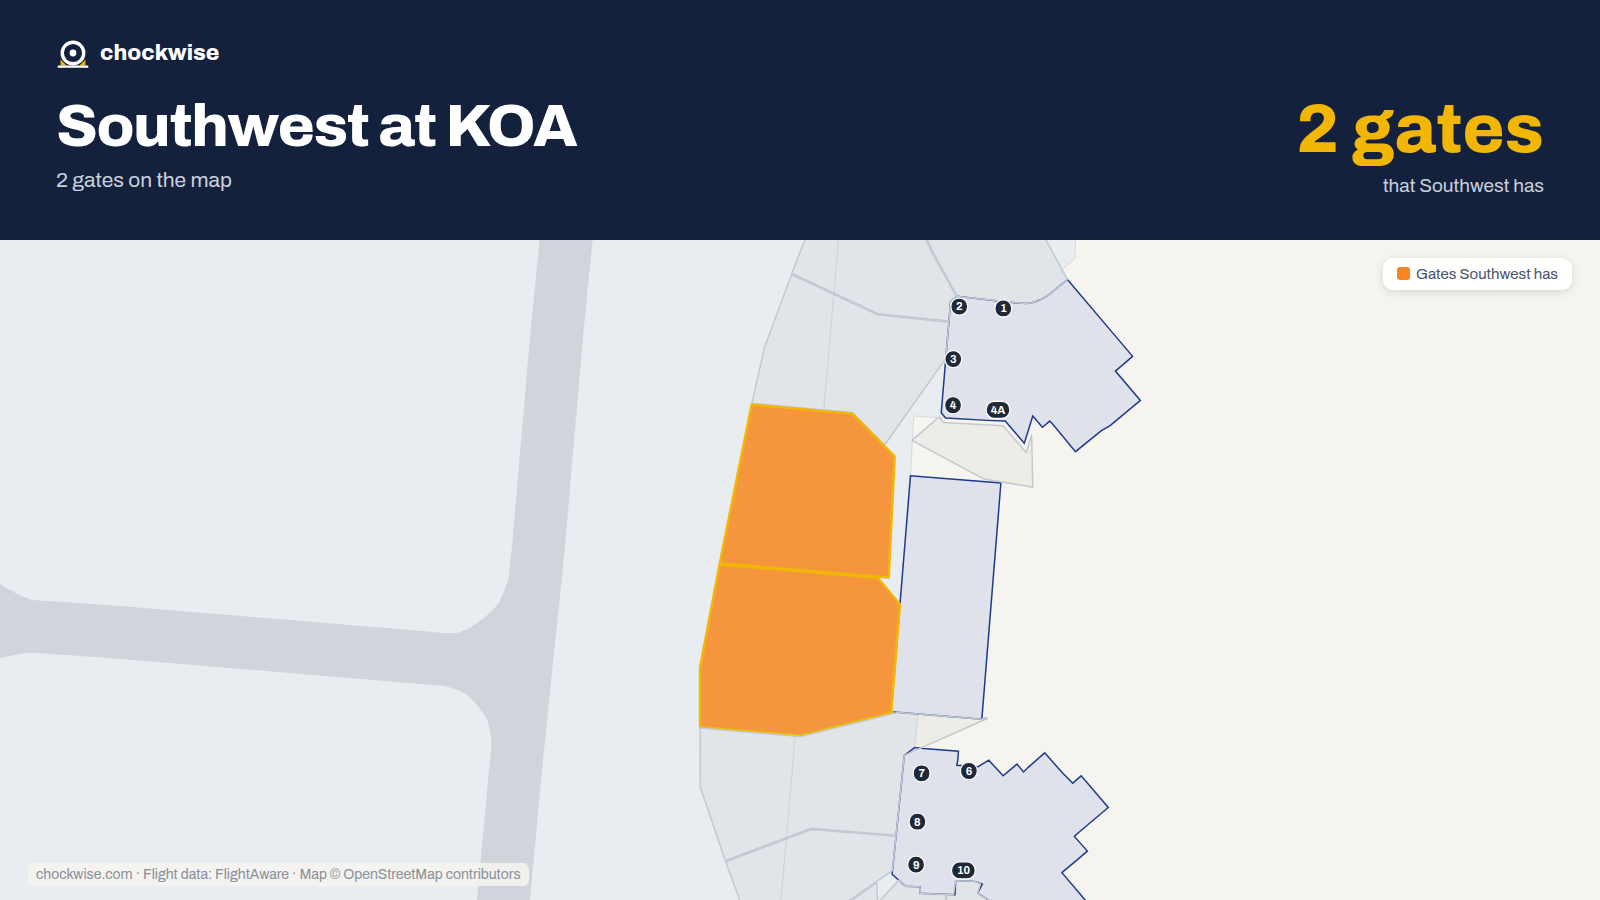 chockwise
Southwest at KOA
2 gates on the map
2 gates
that Southwest has
Gates Southwest has
2
1
3
4
4A
7
6
8
9
10
chockwise.com · Flight data: FlightAware · Map © OpenStreetMap contributors